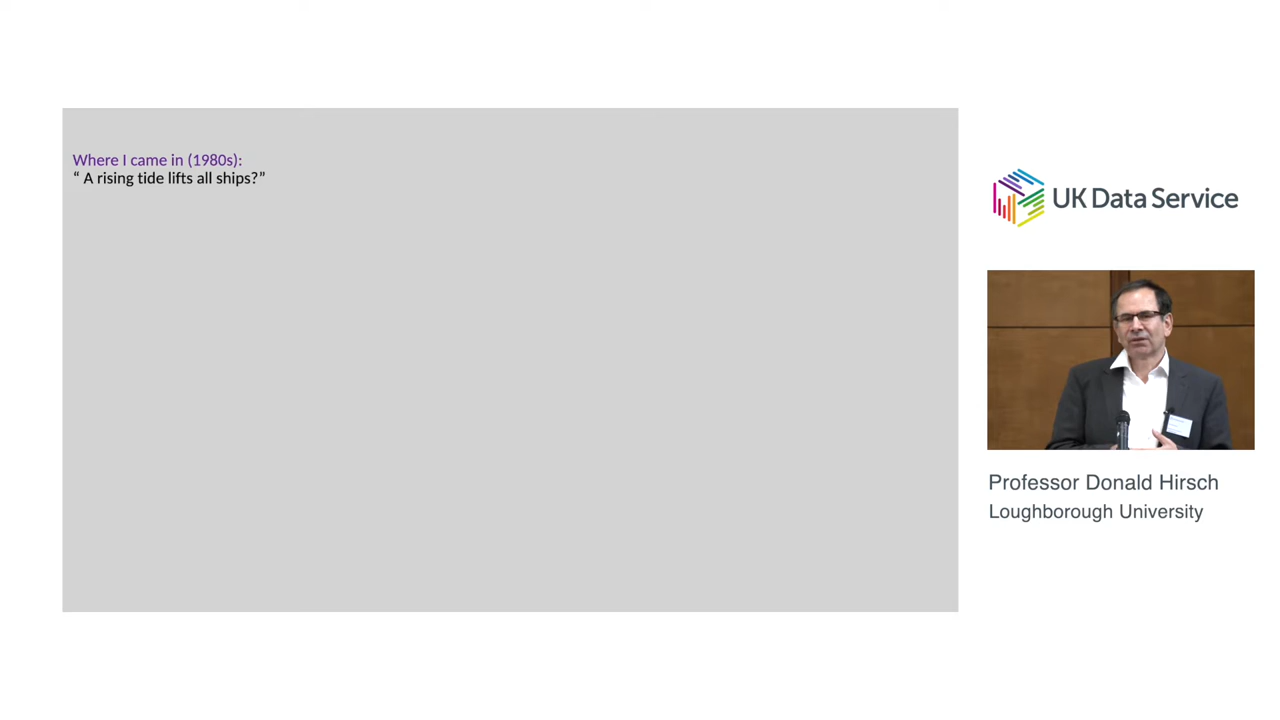 Where I came in (1980s):
“ A rising tide lifts all ships?”
UK Data Service
Professor Donald Hirsch
Loughborough University